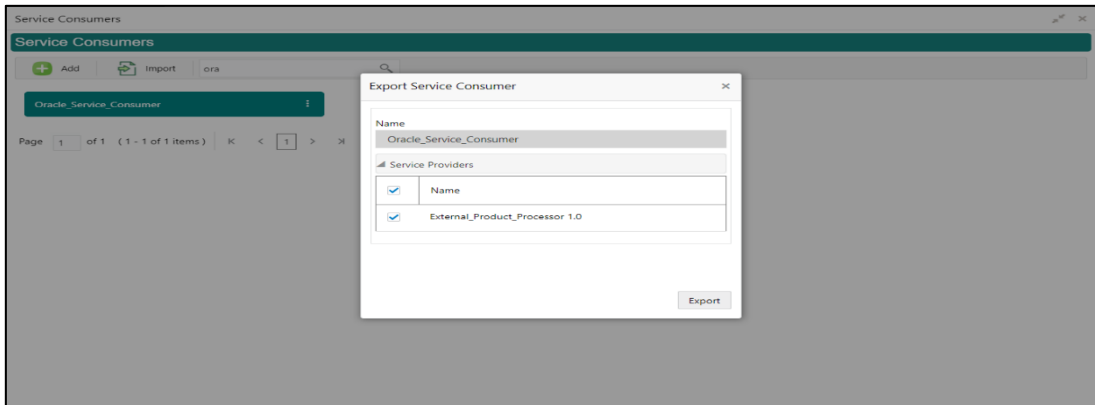 Service Consumers
Service Consumers
Add Import ora
Oracle_Service_Consumer
Page 1 of 1 (1 - 1 of 1 items) K < 1 > >|
Export Service Consumer
Name
Oracle_Service_Consumer
Service Providers
Name
External_Product_Processor 1.0
Export